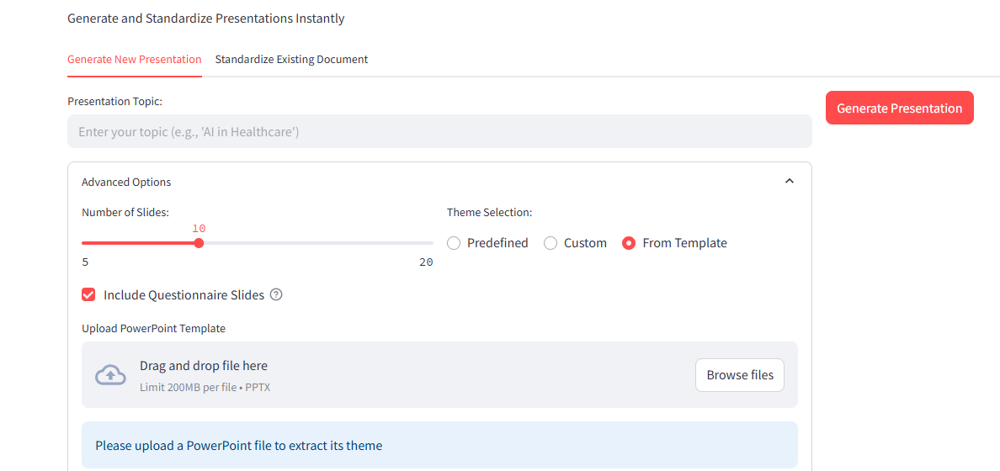 Generate and Standardize Presentations Instantly
Generate New Presentation Standardize Existing Document
Presentation Topic:
Generate Presentation
Enter your topic (e.g., 'AI in Healthcare')
Advanced Options
Number of Slides:
Theme Selection:
10
Predefined Custom From Template
5 20
Include Questionnaire Slides ?
Upload PowerPoint Template
Drag and drop file here
Limit 200MB per file • PPTX
Browse files
Please upload a PowerPoint file to extract its theme